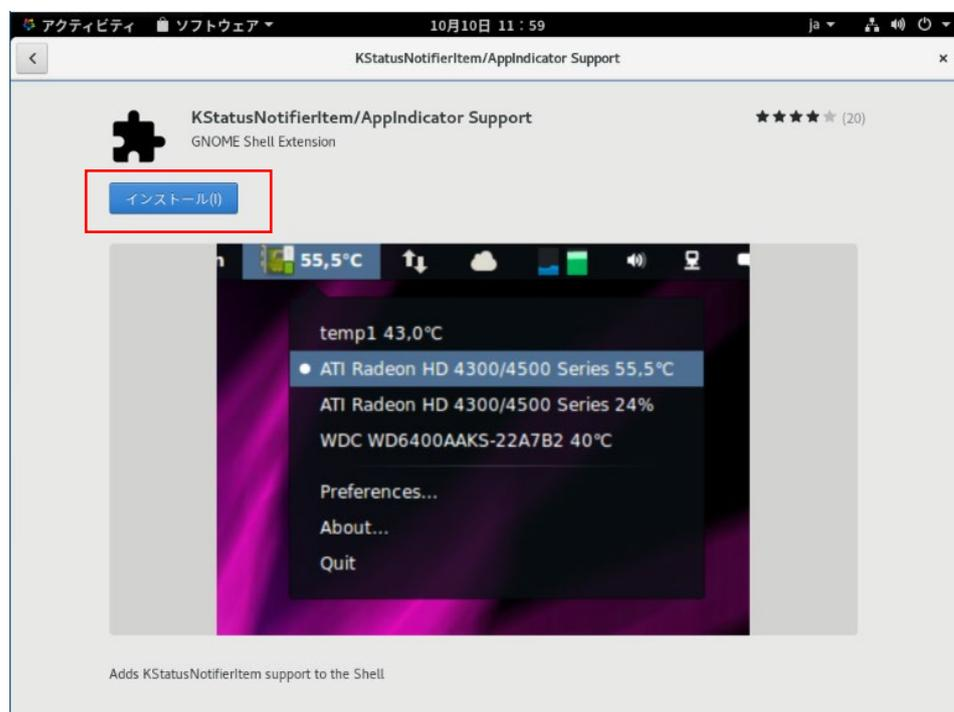 アクティビティ ソフトウェア 10月10日 11：59 ja
KStatusNotifierItem/AppIndicator Support ×
KStatusNotifierItem/AppIndicator Support (20)
GNOME Shell Extension
インストール(I)
n 55,5°C
temp1 43,0°C
ATI Radeon HD 4300/4500 Series 55,5°C
ATI Radeon HD 4300/4500 Series 24%
WDC WD6400AAKS-22A7B2 40°C
Preferences...
About...
Quit
Adds KStatusNotifierItem support to the Shell